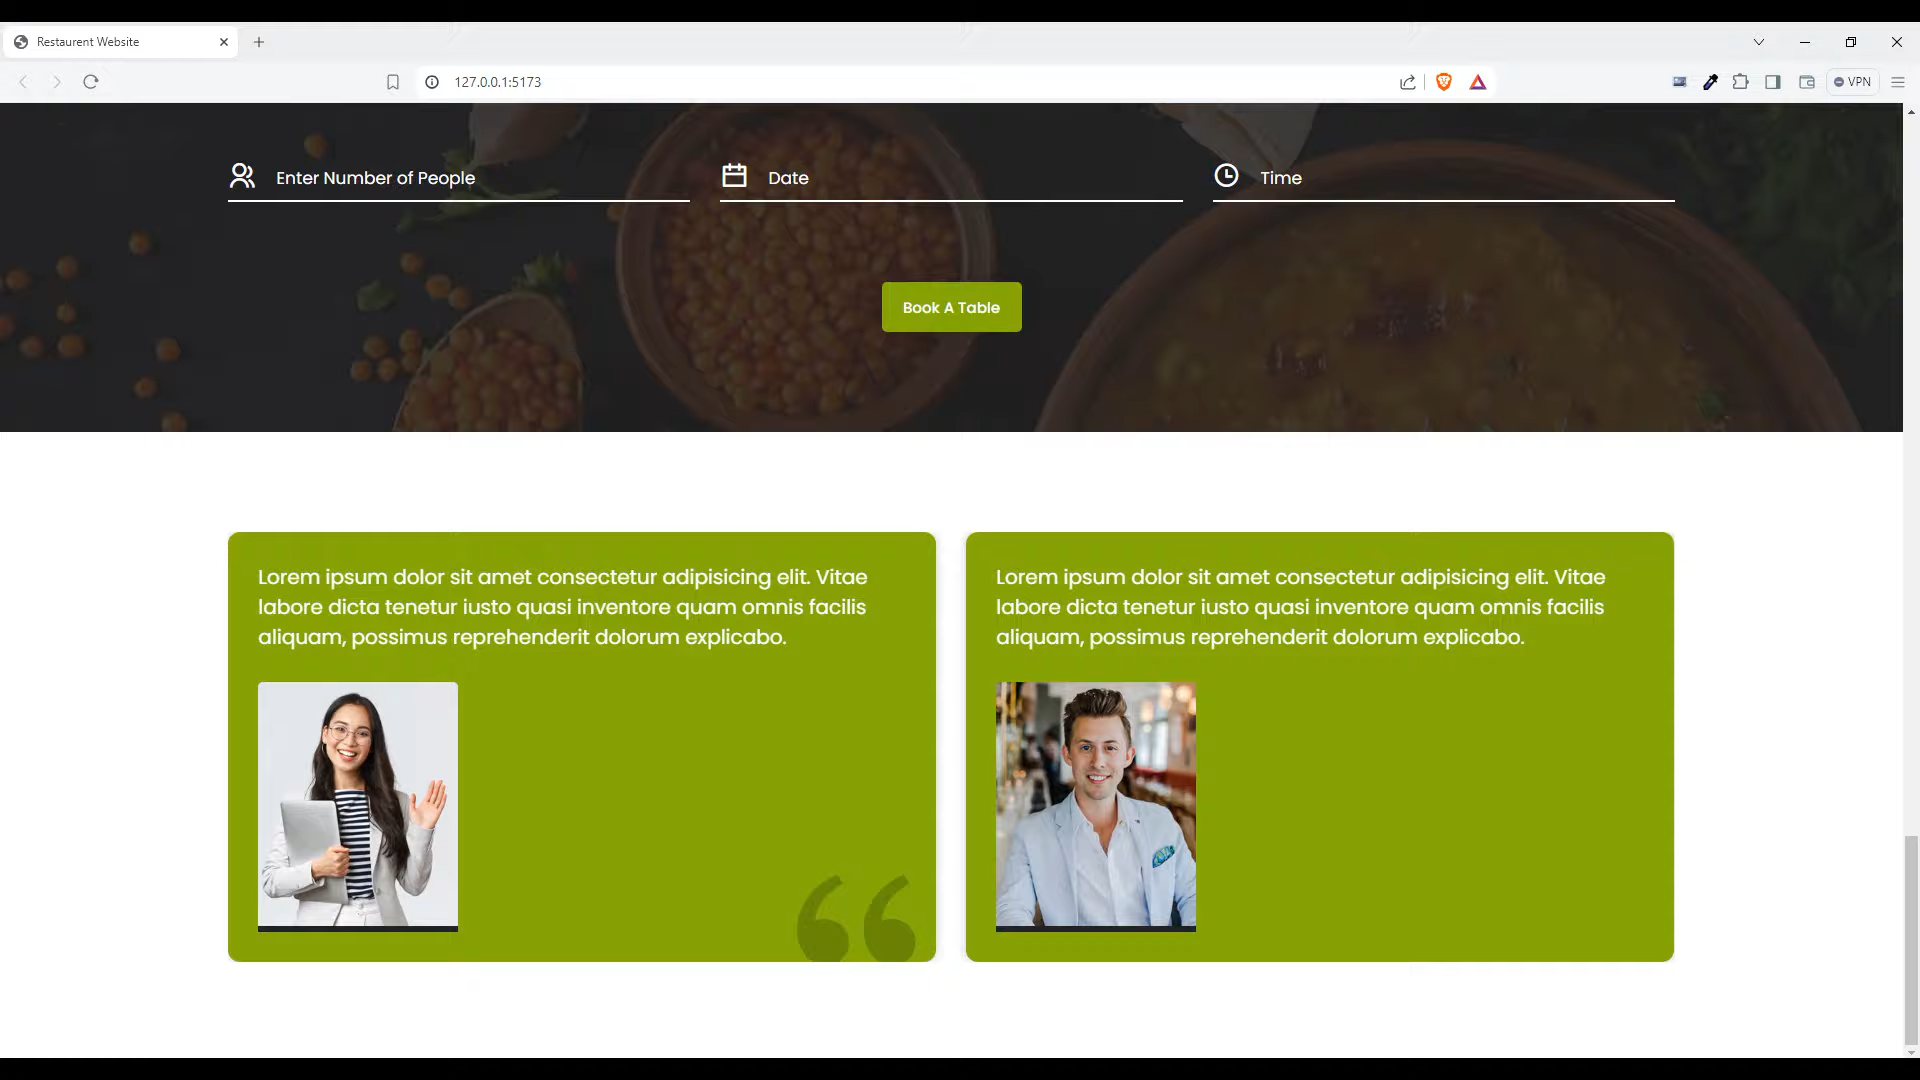 Restaurent Website
127.0.0.1:5173
VPN
Enter Number of People
Date
Time
Book A Table
Lorem ipsum dolor sit amet consectetur adipisicing elit. Vitae
labore dicta tenetur iusto quasi inventore quam omnis facilis
aliquam, possimus reprehenderit dolorum explicabo.
Lorem ipsum dolor sit amet consectetur adipisicing elit. Vitae
labore dicta tenetur iusto quasi inventore quam omnis facilis
aliquam, possimus reprehenderit dolorum explicabo.